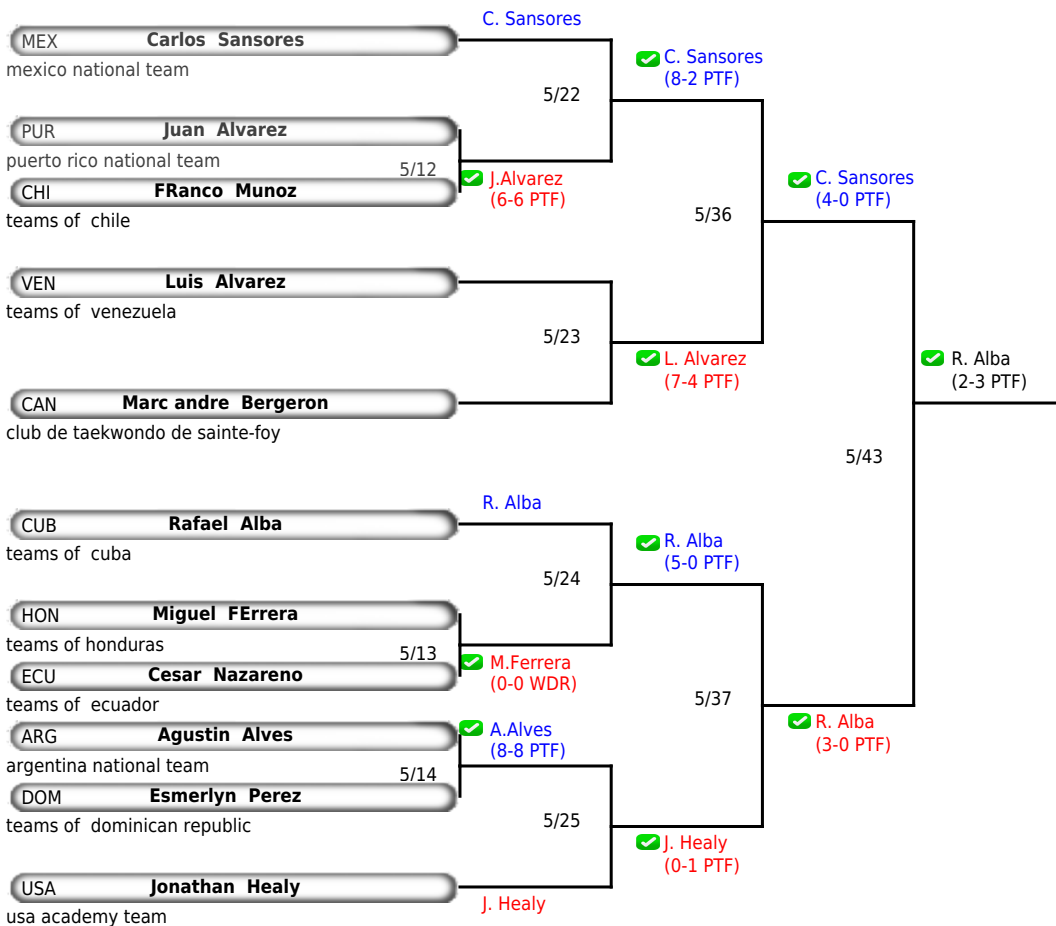 C. Sansores
MEX Carlos Sansores
mexico national team
C. Sansores
(8-2 PTF)
5/22
PUR Juan Alvarez
puerto rico national team
5/12
J.Alvarez
(6-6 PTF)
CHI FRanco Munoz
teams of chile
C. Sansores
(4-0 PTF)
5/36
VEN Luis Alvarez
teams of venezuela
5/23
L. Alvarez
(7-4 PTF)
R. Alba
(2-3 PTF)
CAN Marc andre Bergeron
club de taekwondo de sainte-foy
5/43
R. Alba
CUB Rafael Alba
teams of cuba
R. Alba
(5-0 PTF)
5/24
HON Miguel FErrera
teams of honduras
5/13
M.Ferrera
(0-0 WDR)
ECU Cesar Nazareno
teams of ecuador
5/37
R. Alba
(3-0 PTF)
ARG Agustin Alves
argentina national team
A.Alves
(8-8 PTF)
5/14
DOM Esmerlyn Perez
teams of dominican republic
5/25
J. Healy
(0-1 PTF)
USA Jonathan Healy
usa academy team
J. Healy